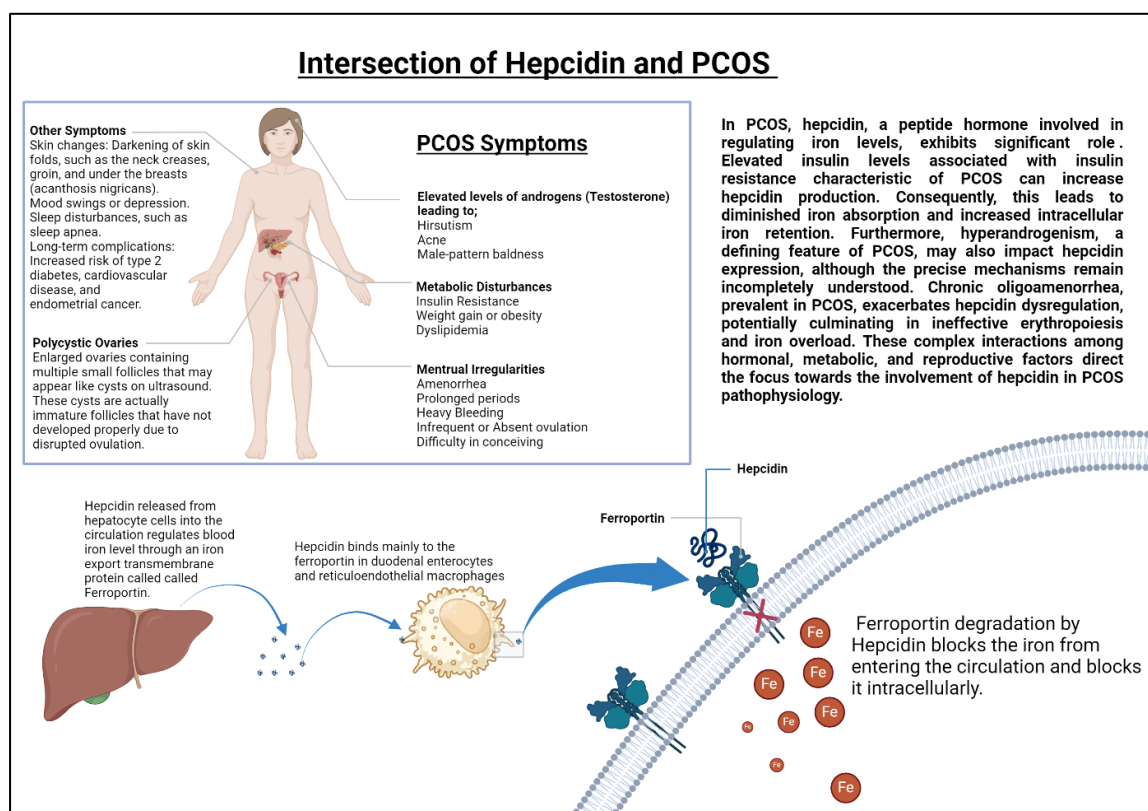 Intersection of Hepcidin and PCOS
Other Symptoms
Skin changes: Darkening of skin
folds, such as the neck creases,
groin, and under the breasts
(acanthosis nigricans).
Mood swings or depression.
Sleep disturbances, such as
sleep apnea.
Long-term complications:
Increased risk of type 2
diabetes, cardiovascular
disease, and
endometrial cancer.
Polycystic Ovaries
Enlarged ovaries containing
multiple small follicles that may
appear like cysts on ultrasound.
These cysts are actually
immature follicles that have not
developed properly due to
disrupted ovulation.
PCOS Symptoms
Elevated levels of androgens (Testosterone)
leading to;
Hirsutism
Acne
Male-pattern baldness
Metabolic Disturbances
Insulin Resistance
Weight gain or obesity
Dyslipidemia
Mentrual Irregularities
Amenorrhea
Prolonged periods
Heavy Bleeding
Infrequent or Absent ovulation
Difficulty in conceiving
In PCOS, hepcidin, a peptide hormone involved in
regulating iron levels, exhibits significant role .
Elevated insulin levels associated with insulin
resistance characteristic of PCOS can increase
hepcidin production. Consequently, this leads to
diminished iron absorption and increased intracellular
iron retention. Furthermore, hyperandrogenism, a
defining feature of PCOS, may also impact hepcidin
expression, although the precise mechanisms remain
incompletely understood. Chronic oligoamenorrhea,
prevalent in PCOS, exacerbates hepcidin dysregulation,
potentially culminating in ineffective erythropoiesis
and iron overload. These complex interactions among
hormonal, metabolic, and reproductive factors direct
the focus towards the involvement of hepcidin in PCOS
pathophysiology.
Hepcidin released from
hepatocyte cells into the
circulation regulates blood
iron level through an iron
export transmembrane
protein called called
Ferroportin.
Hepcidin binds mainly to the
ferroportin in duodenal enterocytes
and reticuloendothelial macrophages
Hepcidin
Ferroportin
Fe
Fe
Fe
Fe
Fe
Fe
Fe
Fe
Ferroportin degradation by
Hepcidin blocks the iron from
entering the circulation and blocks
it intracellularly.